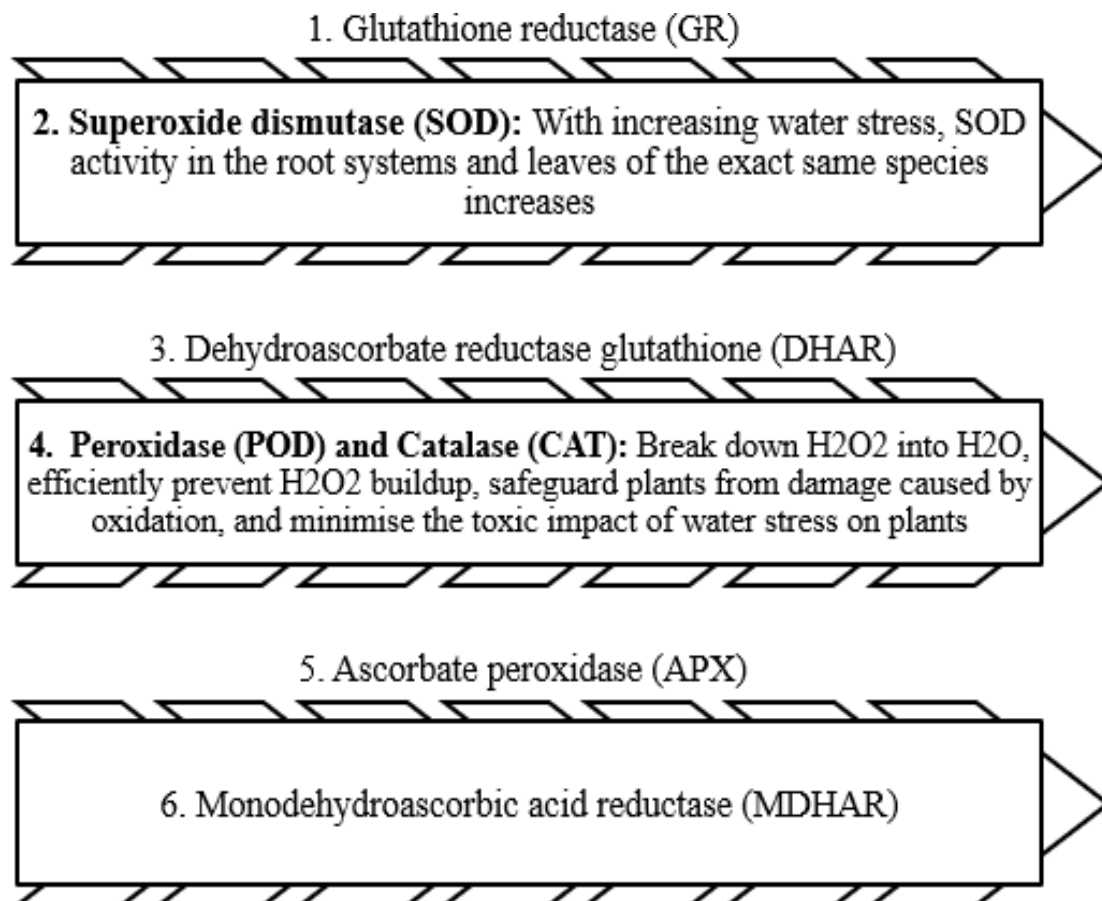 1. Glutathione reductase (GR)
2. Superoxide dismutase (SOD): With increasing water stress, SOD
activity in the root systems and leaves of the exact same species
increases
3. Dehydroascorbate reductase glutathione (DHAR)
4. Peroxidase (POD) and Catalase (CAT): Break down H2O2 into H2O,
efficiently prevent H2O2 buildup, safeguard plants from damage caused by
oxidation, and minimise the toxic impact of water stress on plants
5. Ascorbate peroxidase (APX)
6. Monodehydroascorbic acid reductase (MDHAR)